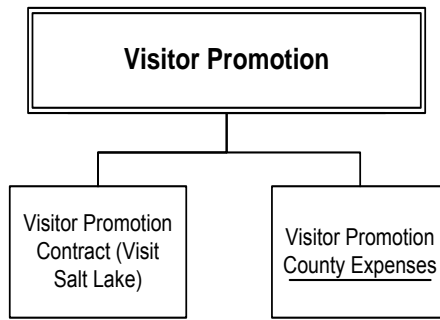 Visitor Promotion
Visitor Promotion
Contract (Visit
Salt Lake)
Visitor Promotion
County Expenses